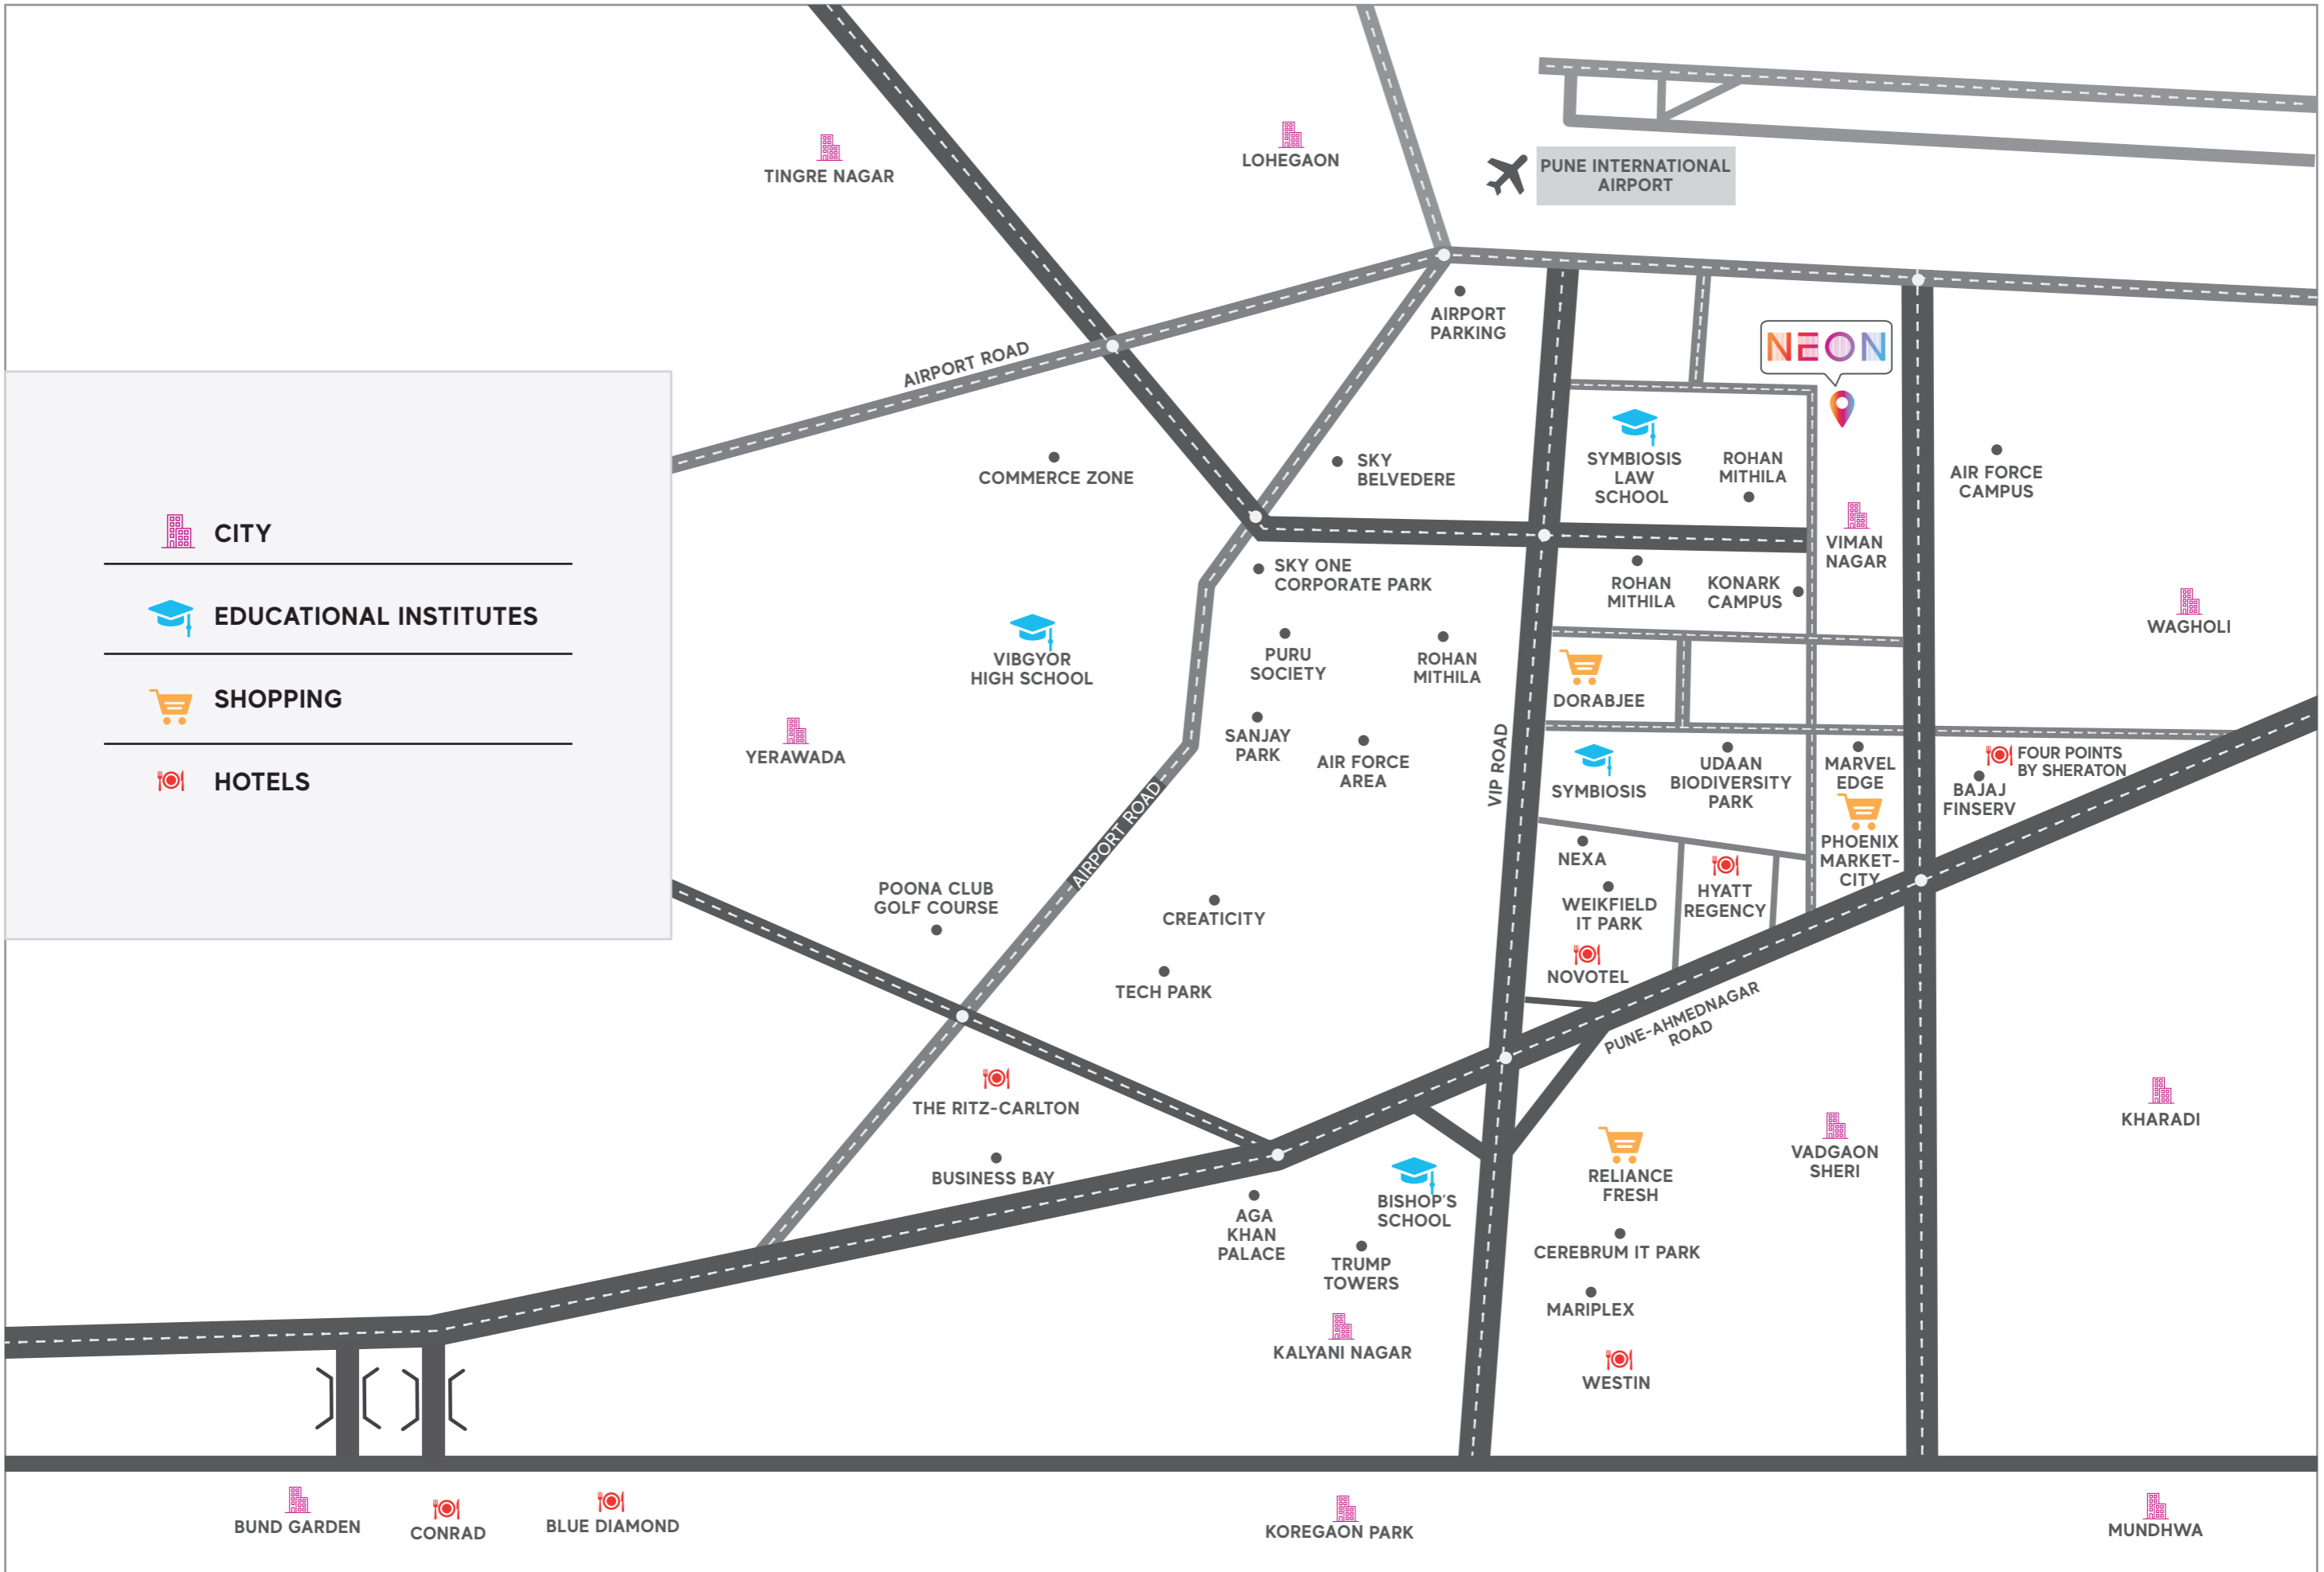 TINGRE NAGAR
LOHEGAON
PUNE INTERNATIONAL
AIRPORT
AIRPORT
PARKING
NEON
AIRPORT ROAD
COMMERCE ZONE
SKY
BELVEDERE
SYMBIOSIS
LAW
SCHOOL
ROHAN
MITHILA
AIR FORCE
CAMPUS
CITY
EDUCATIONAL INSTITUTES
SHOPPING
HOTELS
VIMAN
NAGAR
SKY ONE
CORPORATE PARK
ROHAN
MITHILA
KONARK
CAMPUS
WAGHOLI
VIBGYOR
HIGH SCHOOL
PURU
SOCIETY
ROHAN
MITHILA
DORABJEE
YERAWADA
SANJAY
PARK
AIR FORCE
AREA
VIP ROAD
SYMBIOSIS
UDAAN
BIODIVERSITY
PARK
MARVEL
EDGE
FOUR POINTS
BY SHERATON
BAJAJ
FINSERV
AIRPORT ROAD
PHOENIX
MARKET-
CITY
NEXA
HYATT
REGENCY
WEIKFIELD
IT PARK
POONA CLUB
GOLF COURSE
CREATICITY
NOVOTEL
TECH PARK
PUNE-AHMEDNAGAR
ROAD
THE RITZ-CARLTON
BUSINESS BAY
KHARADI
VADGAON
SHERI
RELIANCE
FRESH
BISHOP'S
SCHOOL
AGA
KHAN
PALACE
CEREBRUM IT PARK
TRUMP
TOWERS
MARIPLEX
KALYANI NAGAR
WESTIN
BUND GARDEN
CONRAD
BLUE DIAMOND
KOREGAON PARK
MUNDHWA